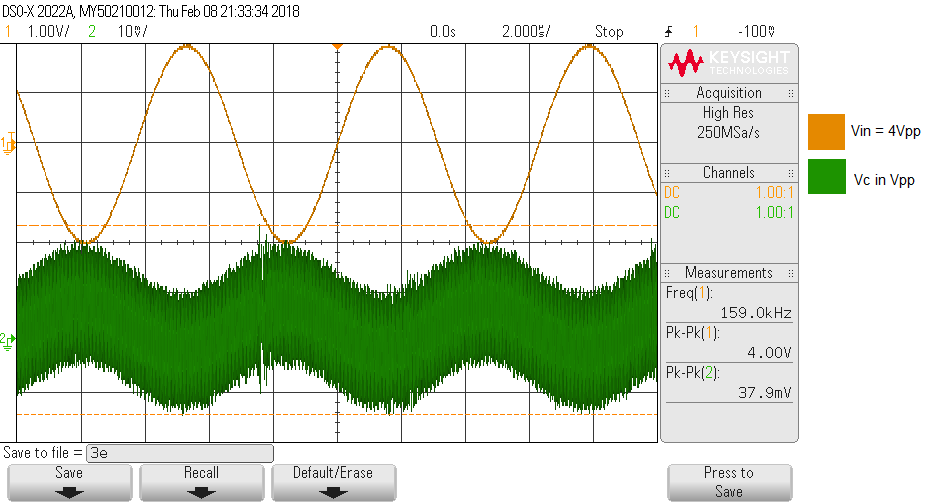 DSO-X 2022A, MY50210012: Thu Feb 08 21:33:34 2018
1 1.00V/ 2 10mV/ 0.0s 2.000us/ Stop 1 -100mV
KEYSIGHT
TECHNOLOGIES
Acquisition
High Res
250MSa/s
Channels
DC 1.00:1
DC 1.00:1
Measurements
Freq(1):
159.0kHz
Pk-Pk(1):
4.00V
Pk-Pk(2):
37.9mV
Vin = 4Vpp
Vc in Vpp
1
2
T
Save to file = 3e
Save Recall Default/Erase Press to
Save